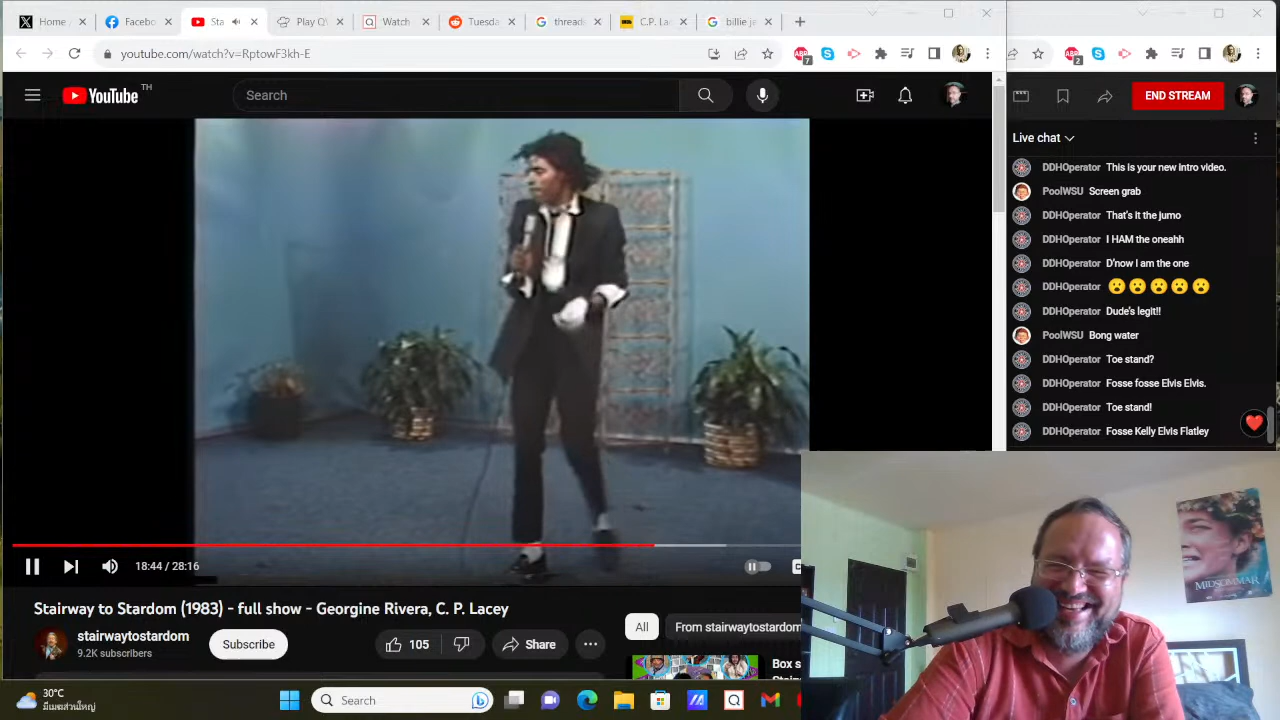 Home
Facebo
Sta
Play Q\
Watch
Tuesda
thread
C.P. La
billie je
youtube.com/watch?v=RptowF3kh-E
7
2
YouTube TH
Search
END STREAM
Live chat
DDHOperator This is your new intro video.
PoolWSU Screen grab
DDHOperator That's it the jumo
DDHOperator I HAM the oneahh
DDHOperator D'now I am the one
DDHOperator 😮😮😮😮😮
DDHOperator Dude's legit!!
PoolWSU Bong water
DDHOperator Toe stand?
DDHOperator Fosse fosse Elvis Elvis.
DDHOperator Toe stand!
DDHOperator Fosse Kelly Elvis Flatley
18:44 / 28:16
Stairway to Stardom (1983) - full show - Georgine Rivera, C. P. Lacey
stairwaytostardom
9.2K subscribers
Subscribe
105
Share
All
From stairwaytostardom
Box s
MIDSOMMAR
30°C
Search